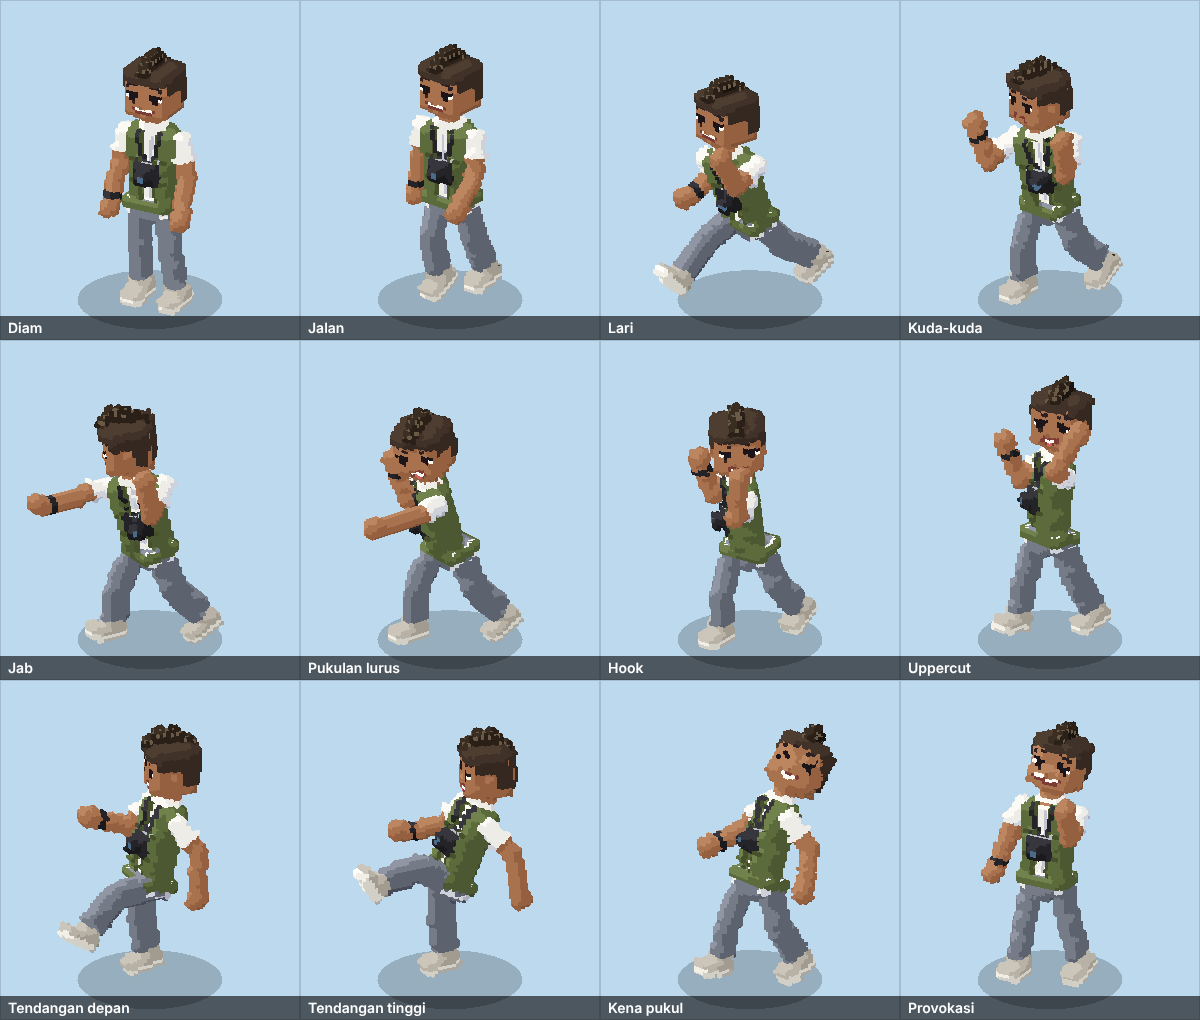 Diam
Jalan
Lari
Kuda-kuda
Jab
Pukulan lurus
Hook
Uppercut
Tendangan depan
Tendangan tinggi
Kena pukul
Provokasi